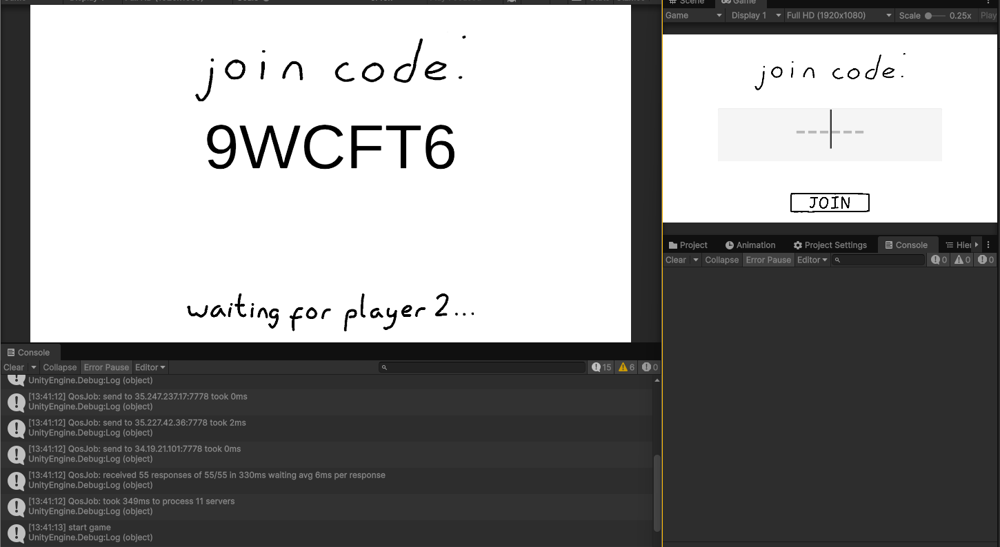 Scene Game
Game Display 1 Full HD (1920x1080) Scale 0.25x Play
join code:
9WCFT6
waiting for player 2...
Console
Clear Collapse Error Pause Editor 15 6 0
UnityEngine.Debug:Log (object)
[13:41:12] QosJob: send to 35.247.237.17:7778 took 0ms
UnityEngine.Debug:Log (object)
[13:41:12] QosJob: send to 35.227.42.36:7778 took 2ms
UnityEngine.Debug:Log (object)
[13:41:12] QosJob: send to 34.19.21.101:7778 took 0ms
UnityEngine.Debug:Log (object)
[13:41:12] QosJob: received 55 responses of 55/55 in 330ms waiting avg 6ms per response
UnityEngine.Debug:Log (object)
[13:41:12] QosJob: took 349ms to process 11 servers
UnityEngine.Debug:Log (object)
[13:41:13] start game
UnityEngine.Debug:Log (object)
join code:
------
JOIN
Project Animation Project Settings Console Hier
Clear Collapse Error Pause Editor 0 0 0